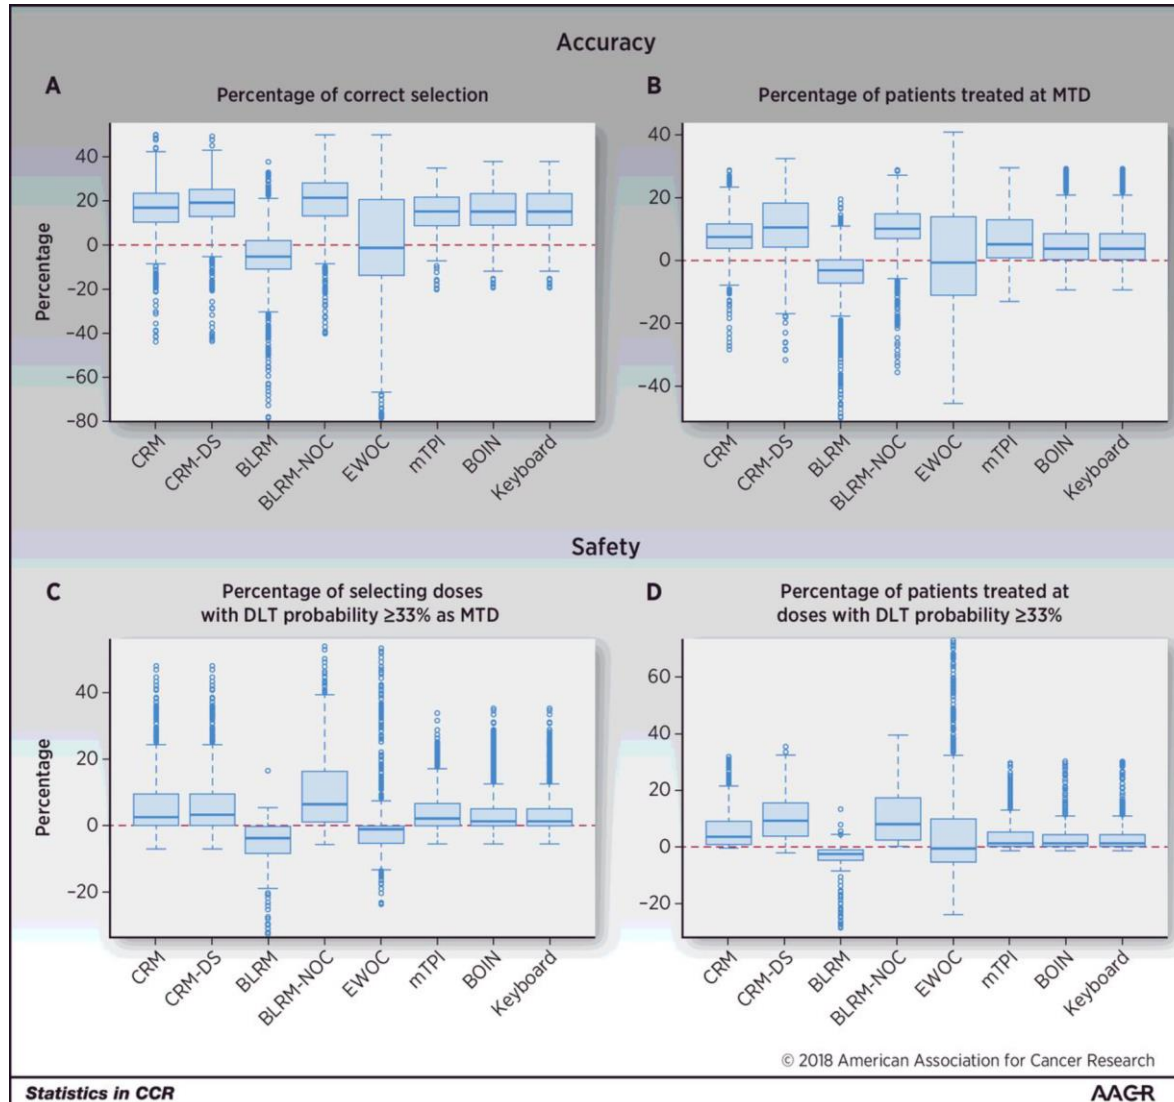 Accuracy
A
Percentage of correct selection
Percentage
40
20
0
–20
–40
–60
–80
CRM
CRM-DS
BLRM
BLRM-NOC
EWOC
mTPI
BOIN
Keyboard
B
Percentage of patients treated at MTD
40
20
0
–20
–40
CRM
CRM-DS
BLRM
BLRM-NOC
EWOC
mTPI
BOIN
Keyboard
Safety
C
Percentage of selecting doses
with DLT probability ≥33% as MTD
Percentage
40
20
0
–20
CRM
CRM-DS
BLRM
BLRM-NOC
EWOC
mTPI
BOIN
Keyboard
D
Percentage of patients treated at
doses with DLT probability ≥33%
60
40
20
0
–20
CRM
CRM-DS
BLRM
BLRM-NOC
EWOC
mTPI
BOIN
Keyboard
© 2018 American Association for Cancer Research
Statistics in CCR
AACR